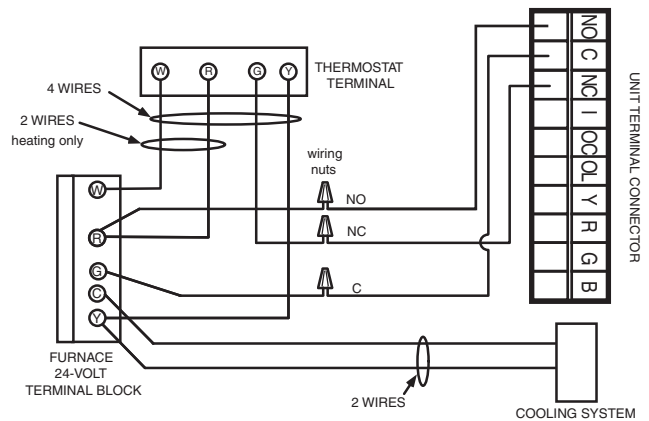 W R G Y
THERMOSTAT
TERMINAL
4 WIRES
2 WIRES
heating only
wiring
nuts
NO
NC
C
W
R
G
C
Y
FURNACE
24-VOLT
TERMINAL BLOCK
2 WIRES
COOLING SYSTEM
NO
C
NC
I
OC
OL
Y
R
G
B
UNIT TERMINAL CONNECTOR